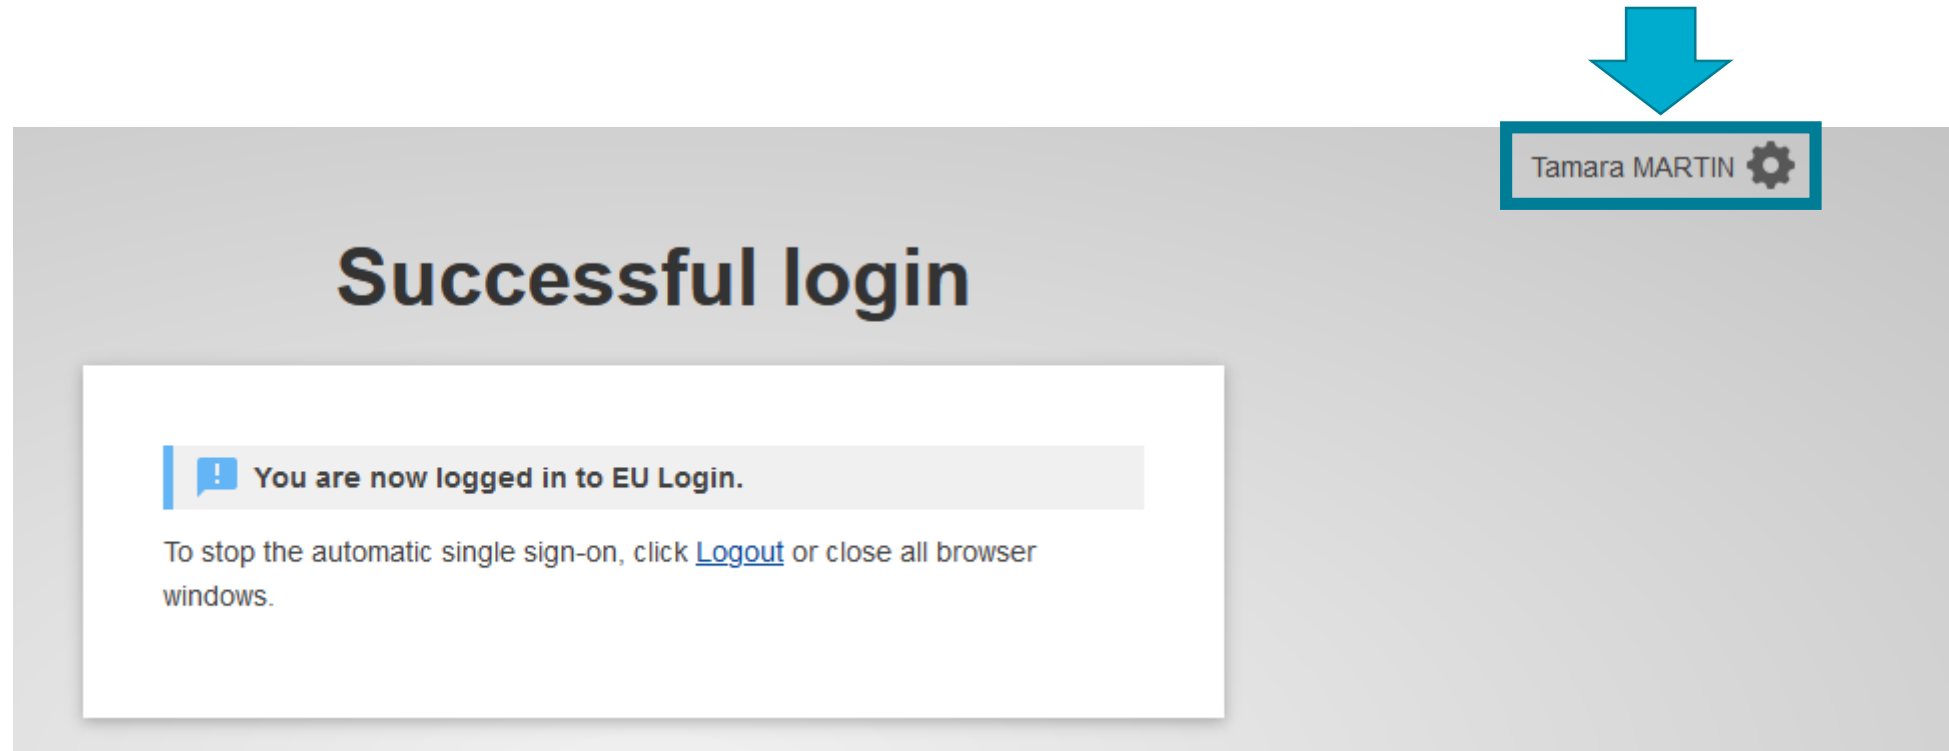 Tamara MARTIN
Successful login
You are now logged in to EU Login.
To stop the automatic single sign-on, click Logout or close all browser
windows.